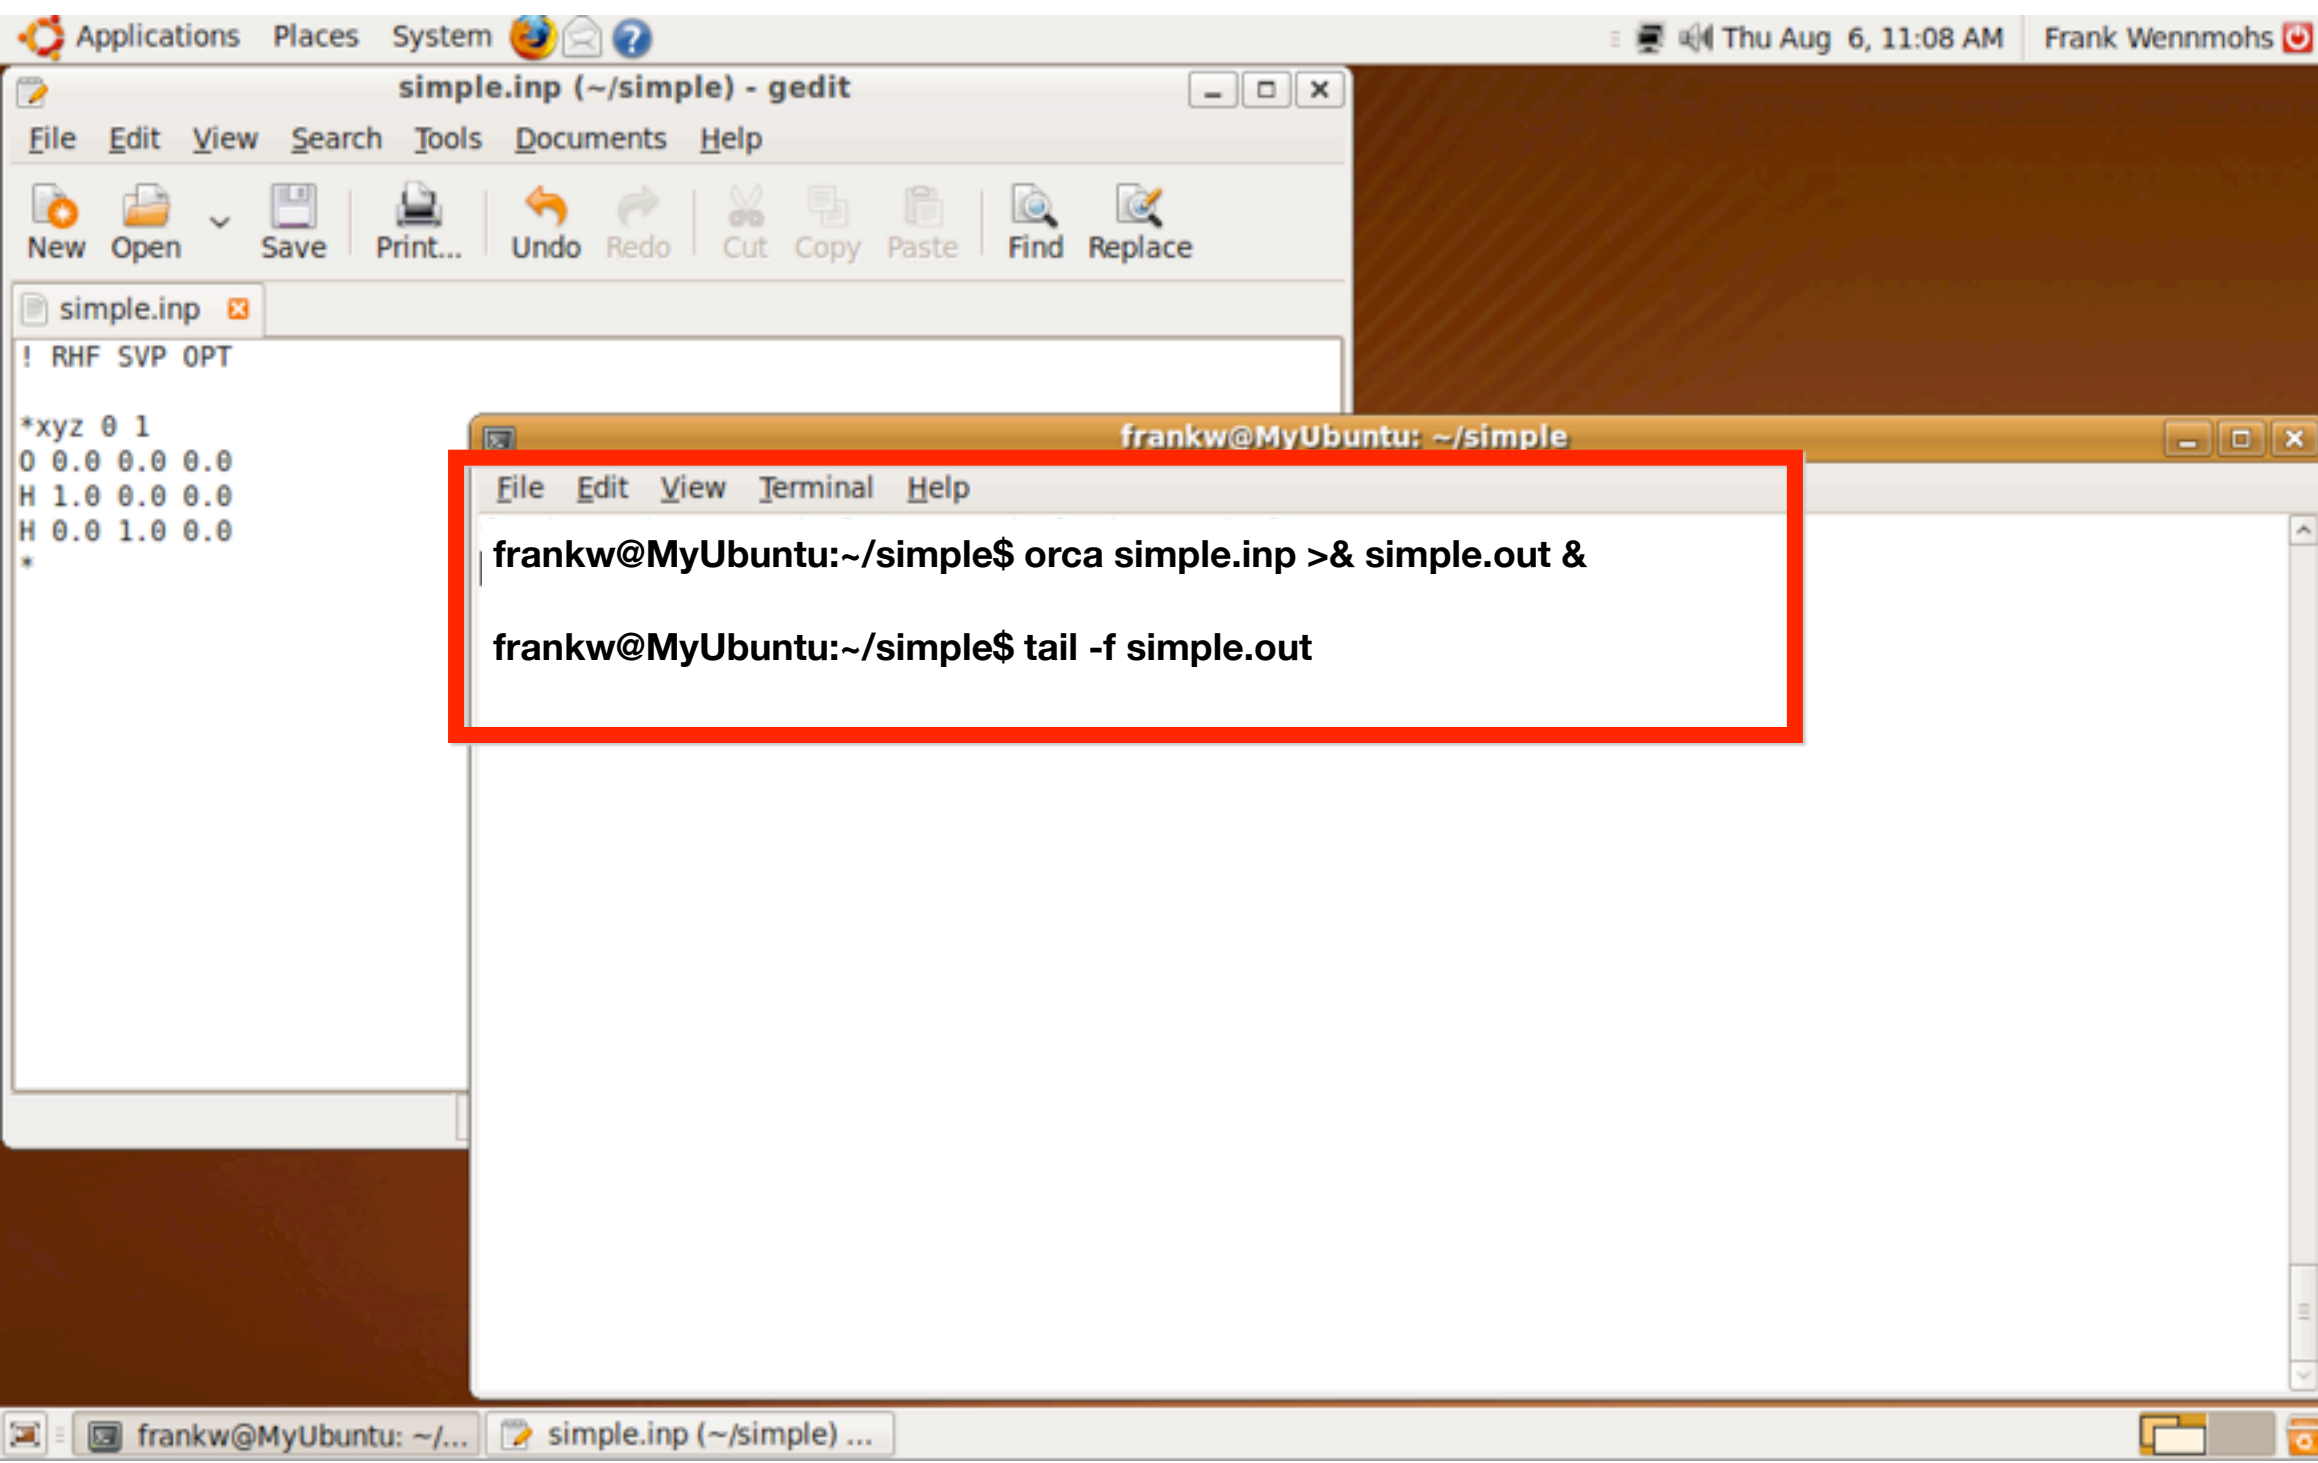 Applications Places System Thu Aug 6, 11:08 AM Frank Wennmohs
simple.inp (~/simple) - gedit
File Edit View Search Tools Documents Help
New Open Save Print... Undo Redo Cut Copy Paste Find Replace
simple.inp
! RHF SVP OPT
*xyz 0 1
O 0.0 0.0 0.0
H 1.0 0.0 0.0
H 0.0 1.0 0.0
*
frankw@MyUbuntu: ~/simple
File Edit View Terminal Help
frankw@MyUbuntu:~/simple$ orca simple.inp >& simple.out &
frankw@MyUbuntu:~/simple$ tail -f simple.out
frankw@MyUbuntu: ~/... simple.inp (~/simple) ...